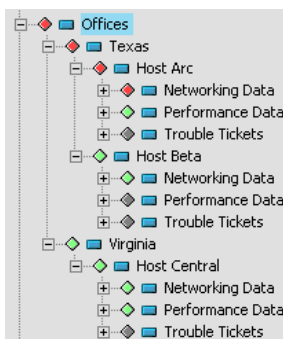 Offices
Texas
Host Arc
Networking Data
Performance Data
Trouble Tickets
Host Beta
Networking Data
Performance Data
Trouble Tickets
Virginia
Host Central
Networking Data
Performance Data
Trouble Tickets